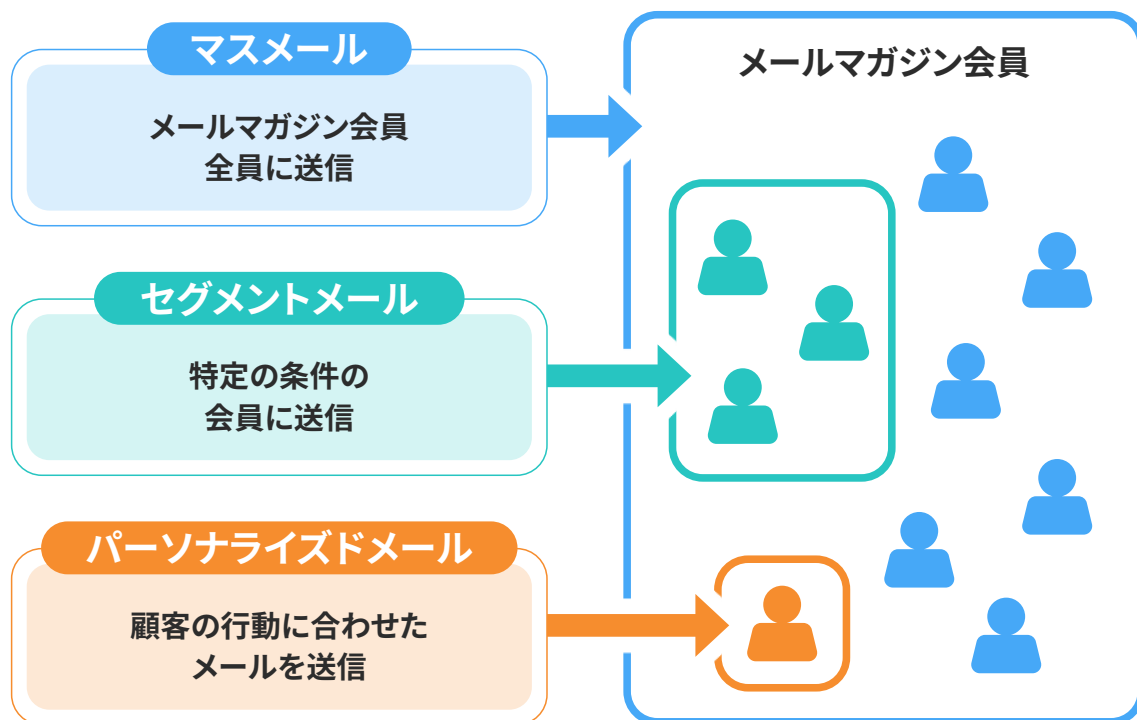 マスメール
メールマガジン会員
全員に送信
セグメントメール
特定の条件の
会員に送信
パーソナライズドメール
顧客の行動に合わせた
メールを送信
メールマガジン会員